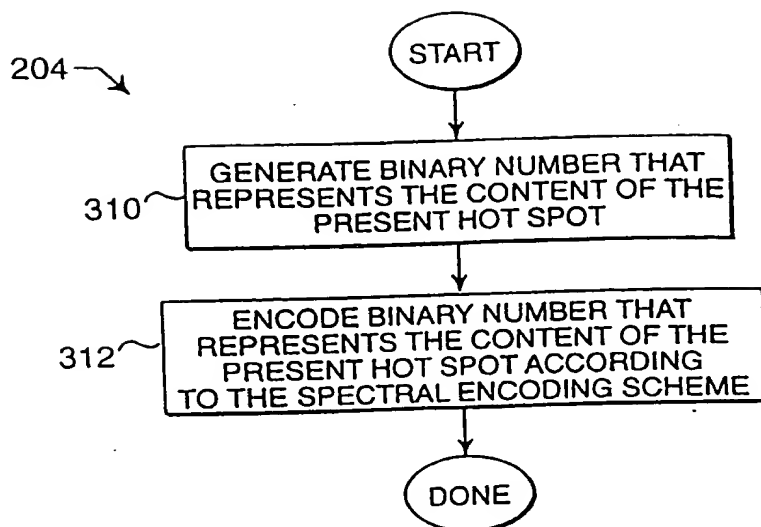 START
204
GENERATE BINARY NUMBER THAT
REPRESENTS THE CONTENT OF THE
PRESENT HOT SPOT
310
ENCODE BINARY NUMBER THAT
REPRESENTS THE CONTENT OF THE
PRESENT HOT SPOT ACCORDING
TO THE SPECTRAL ENCODING SCHEME
312
DONE